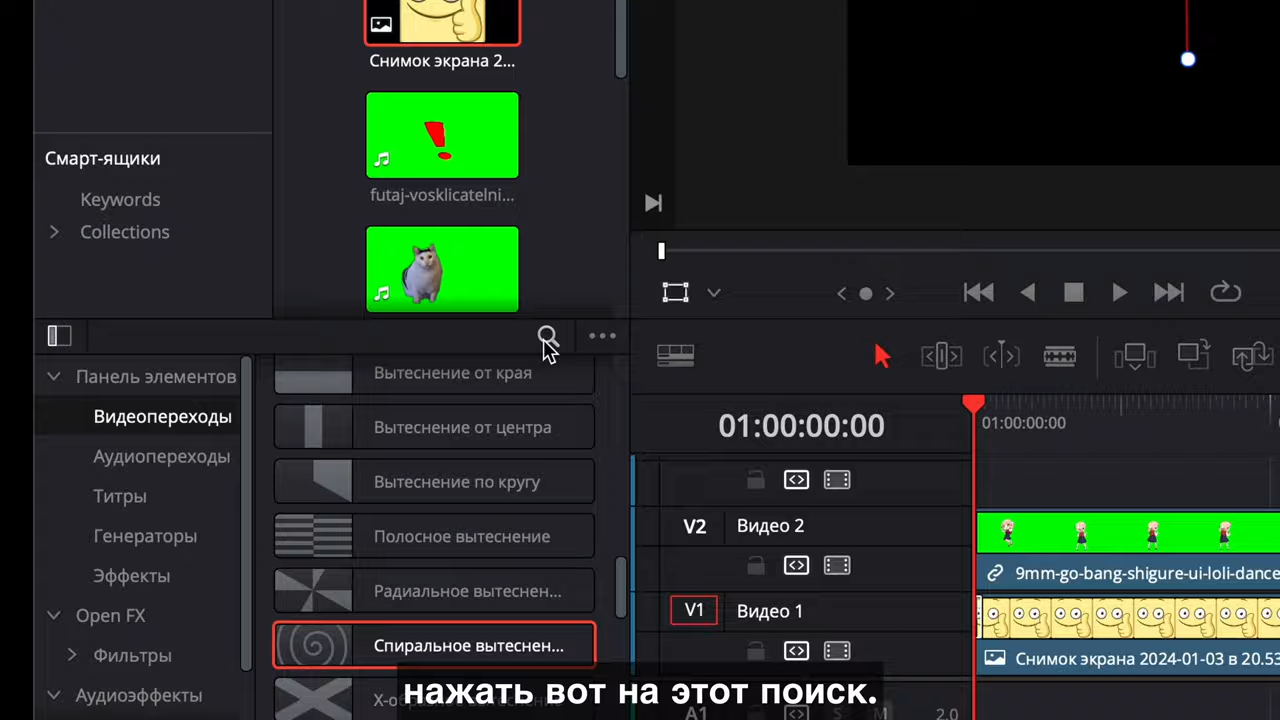 Снимок экрана 2...
Смарт-ящики
futaj-vosklicatelni...
Keywords
Collections
Панель элементов
Видеопереходы
Аудиопереходы
Титры
Генераторы
Эффекты
Open FX
Фильтры
Аудиоэффекты
Вытеснение от края
Вытеснение от центра
Вытеснение по кругу
Полосное вытеснение
Радиальное вытеснен...
Спиральное вытеснен...
01:00:00:00
01:00:00:00
V2 Видео 2
9mm-go-bang-shigure-ui-loli-dance
V1 Видео 1
Снимок экрана 2024-01-03 в 20.53
A1 S M 2.0
нажать вот на этот поиск.